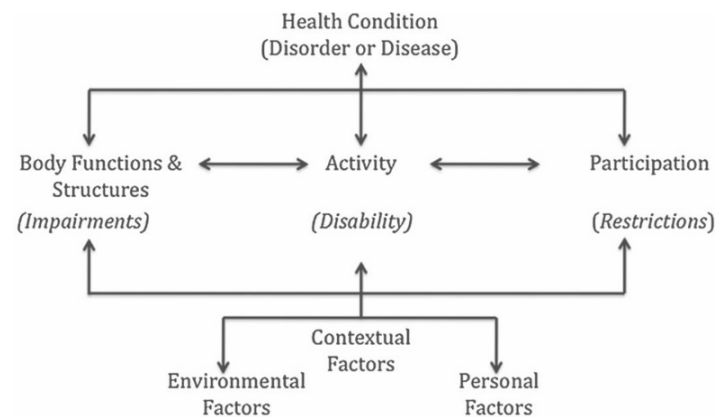 Health Condition
(Disorder or Disease)
Body Functions &
Structures
(Impairments)
Activity
(Disability)
Participation
(Restrictions)
Contextual
Factors
Environmental
Factors
Personal
Factors